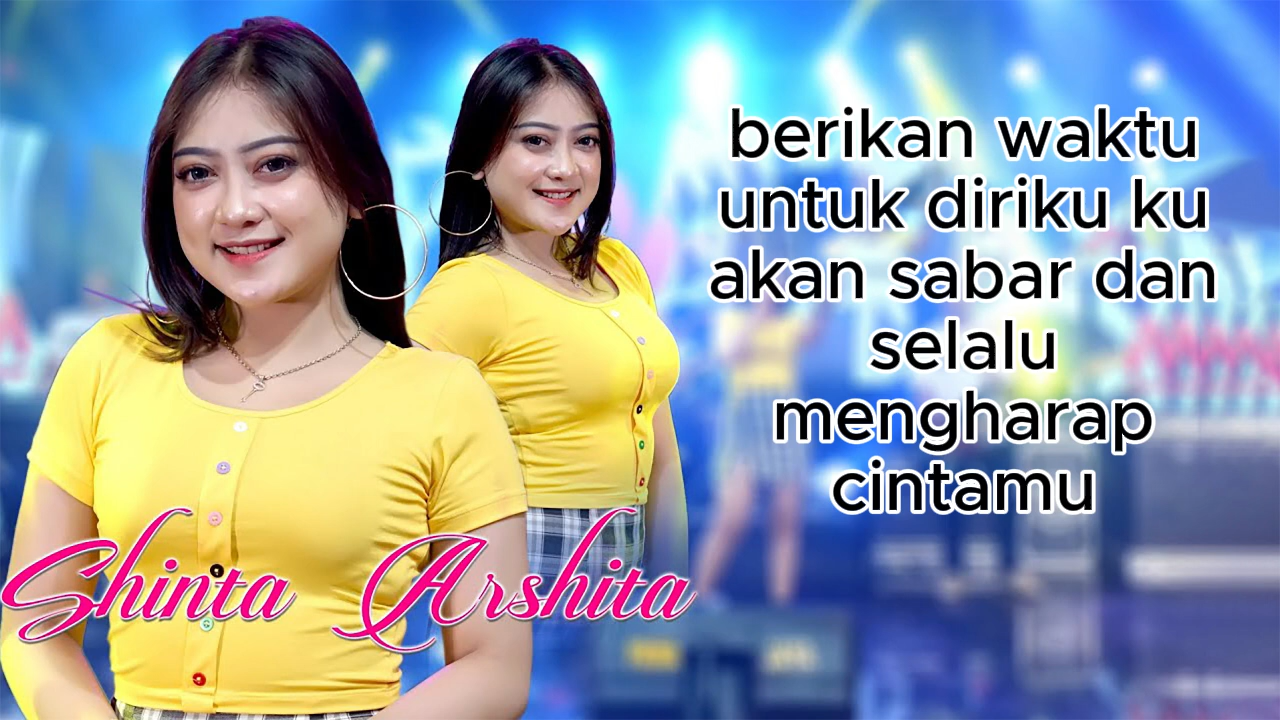 berikan waktu
untuk diriku ku
akan sabar dan
selalu
mengharap
cintamu
Shinta Arshita